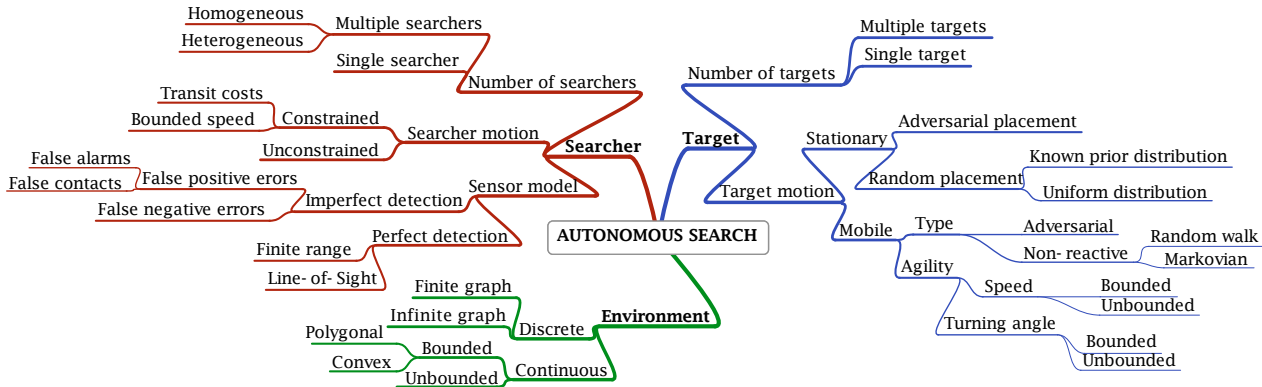 Homogeneous
Heterogeneous
Multiple searchers
Single searcher
Number of searchers
Transit costs
Bounded speed
Constrained
Unconstrained
Searcher motion
Searcher
False alarms
False contacts
False positive erors
False negative errors
Imperfect detection
Sensor model
Finite range
Line- of- Sight
Perfect detection
AUTONOMOUS SEARCH
Finite graph
Infinite graph
Discrete
Environment
Polygonal
Convex
Bounded
Unbounded
Continuous
Multiple targets
Single target
Number of targets
Target
Adversarial placement
Stationary
Known prior distribution
Random placement
Uniform distribution
Target motion
Mobile
Type
Adversarial
Non- reactive
Random walk
Markovian
Agility
Speed
Bounded
Unbounded
Turning angle
Bounded
Unbounded